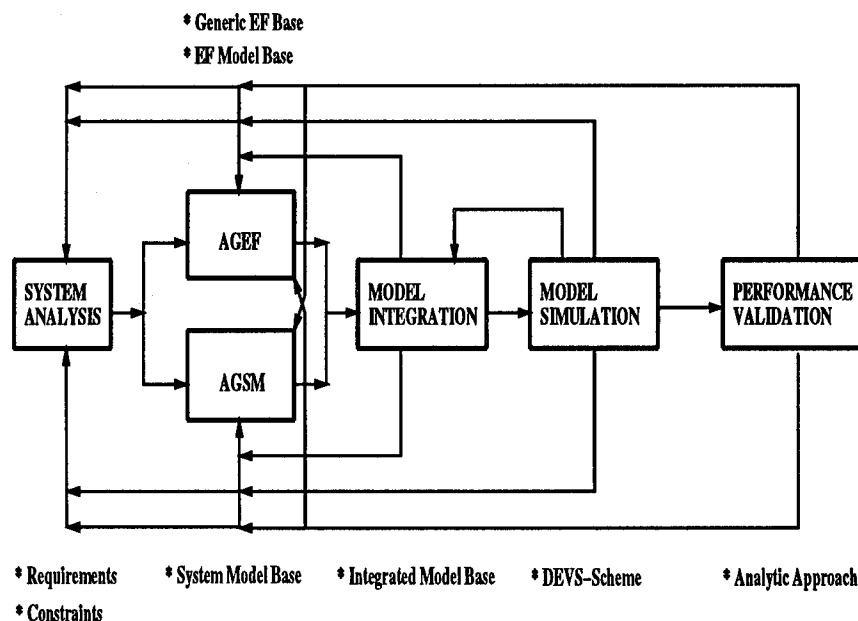 * Generic EF Base
* EF Model Base
AGEF
SYSTEM
ANALYSIS
MODEL
INTEGRATION
MODEL
SIMULATION
PERFORMANCE
VALIDATION
AGSM
* Requirements
* Constraints
* System Model Base
* Integrated Model Base
* DEVS-Scheme
* Analytic Approach